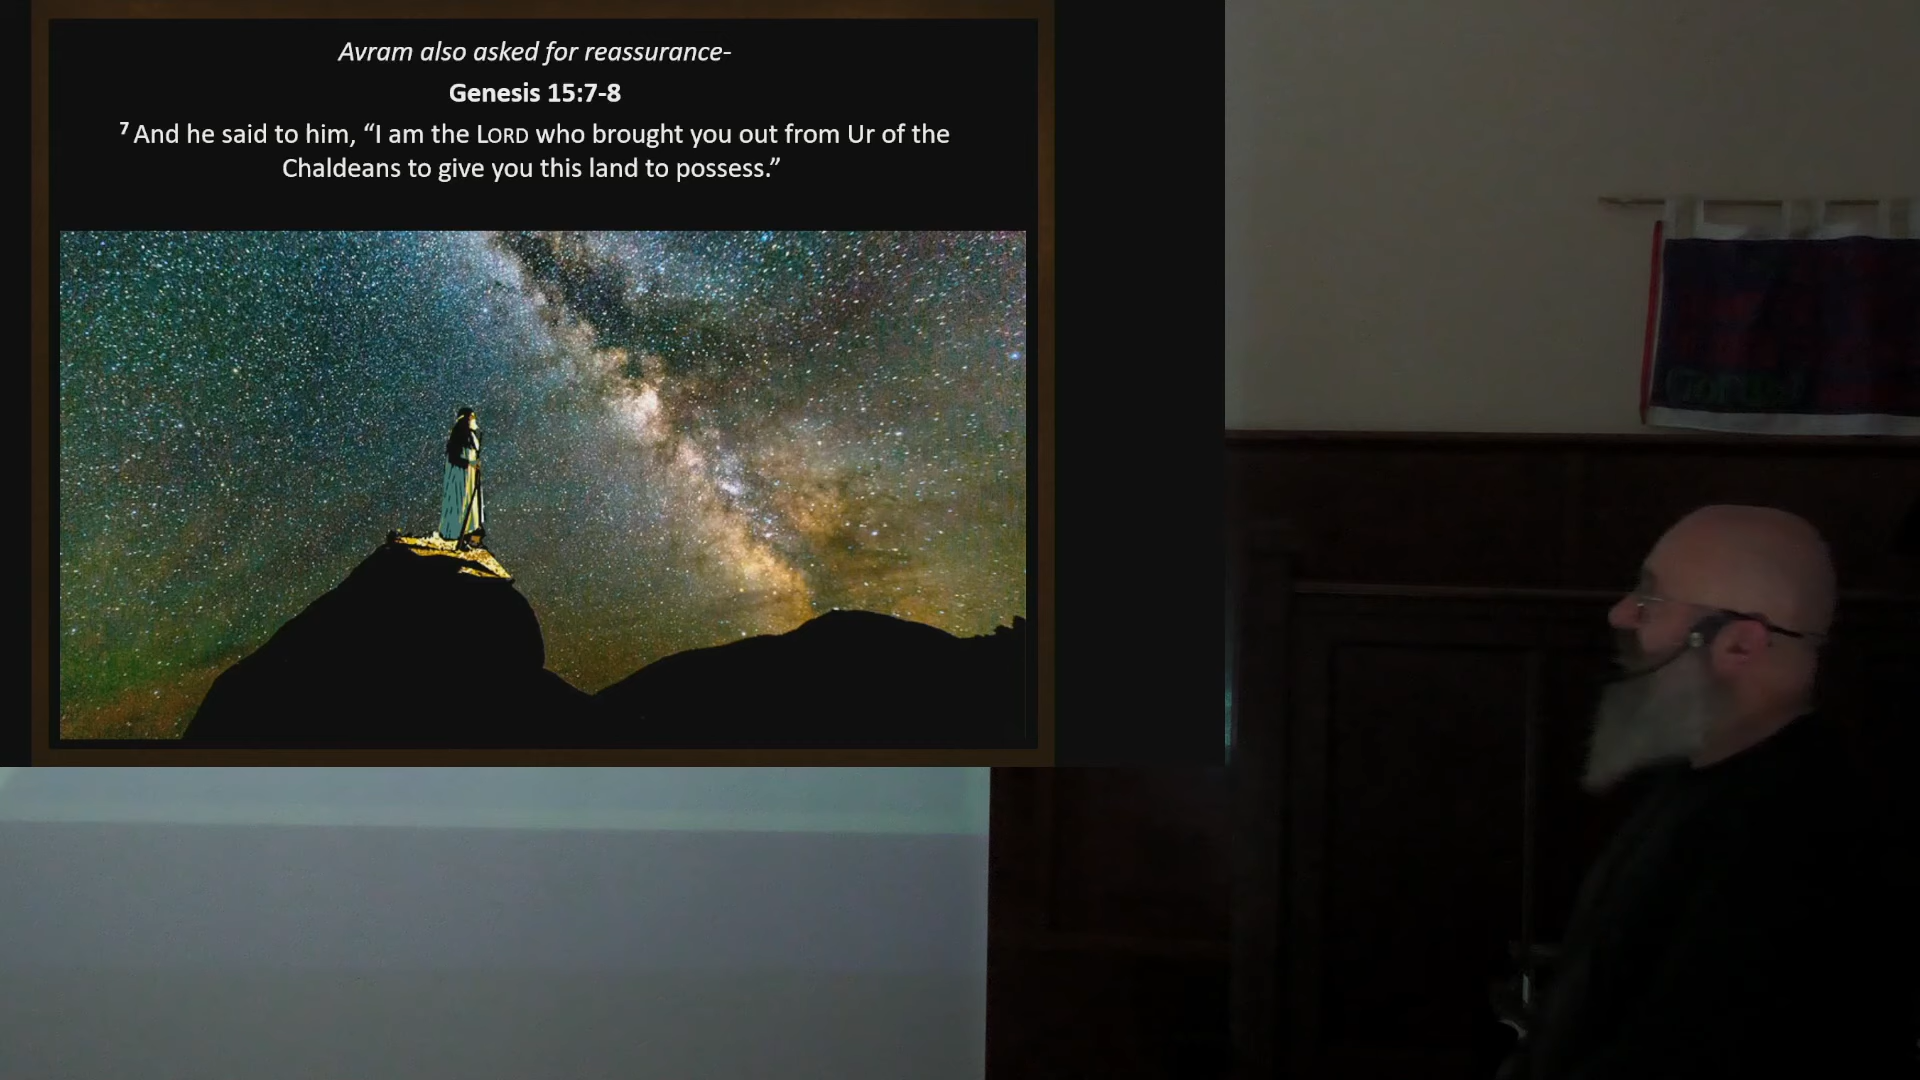 Avram also asked for reassurance-
Genesis 15:7-8
⁷ And he said to him, “I am the LORD who brought you out from Ur of the
Chaldeans to give you this land to possess.”